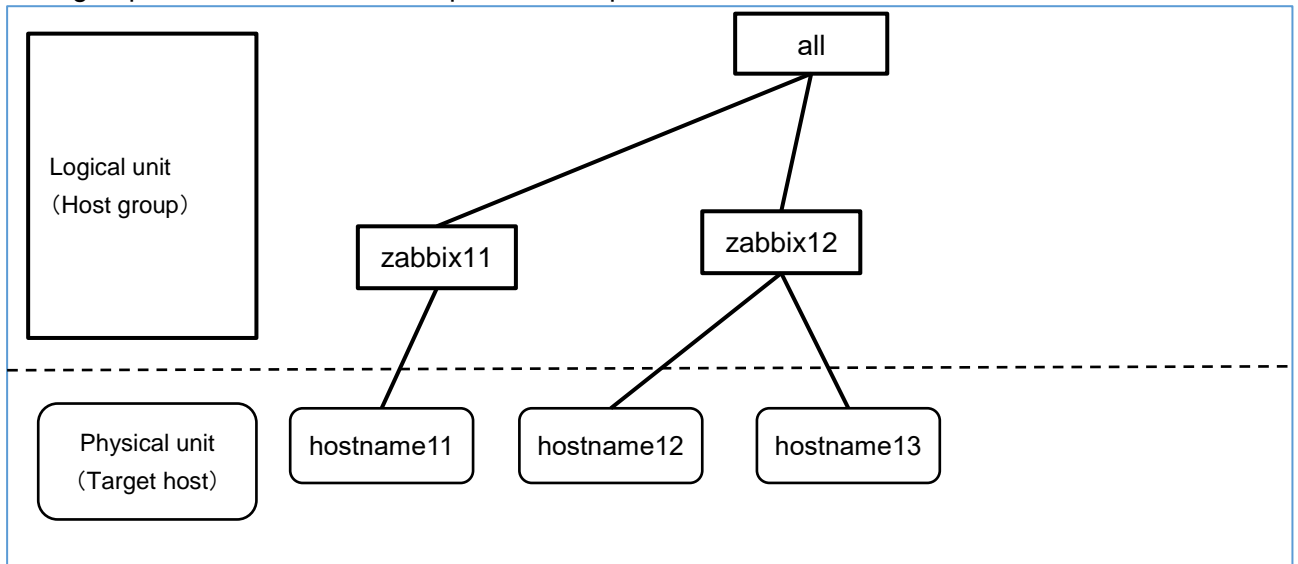 all
Logical unit
（Host group）
zabbix11
zabbix12
Physical unit
（Target host）
hostname11
hostname12
hostname13